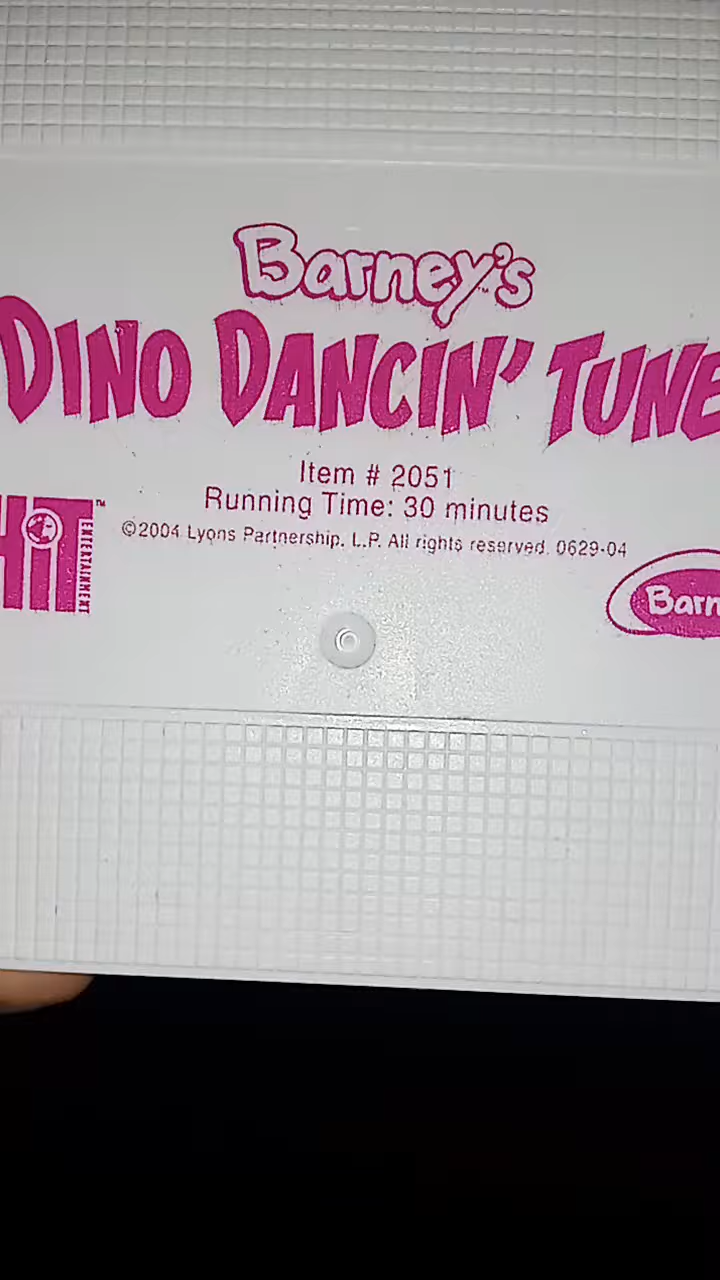 Barney's
DINO DANCIN' TUNE
Item # 2051
Running Time: 30 minutes
©2004 Lyons Partnership, L.P. All rights reserved. 0629-04
HiT
ENTERTAINMENT
™
Barn